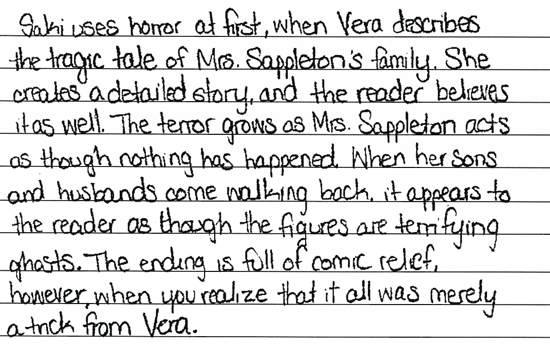 Saki uses horror at first, when Vera describes
the tragic tale of Mrs. Sappleton's family. She
creates a detailed story, and the reader believes
it as well. The terror grows as Mrs. Sappleton acts
as though nothing has happened. When her sons
and husbands come walking back, it appears to
the reader as though the figures are terrifying
ghosts. The ending is full of comic relief,
however, when you realize that it all was merely
a trick from Vera.